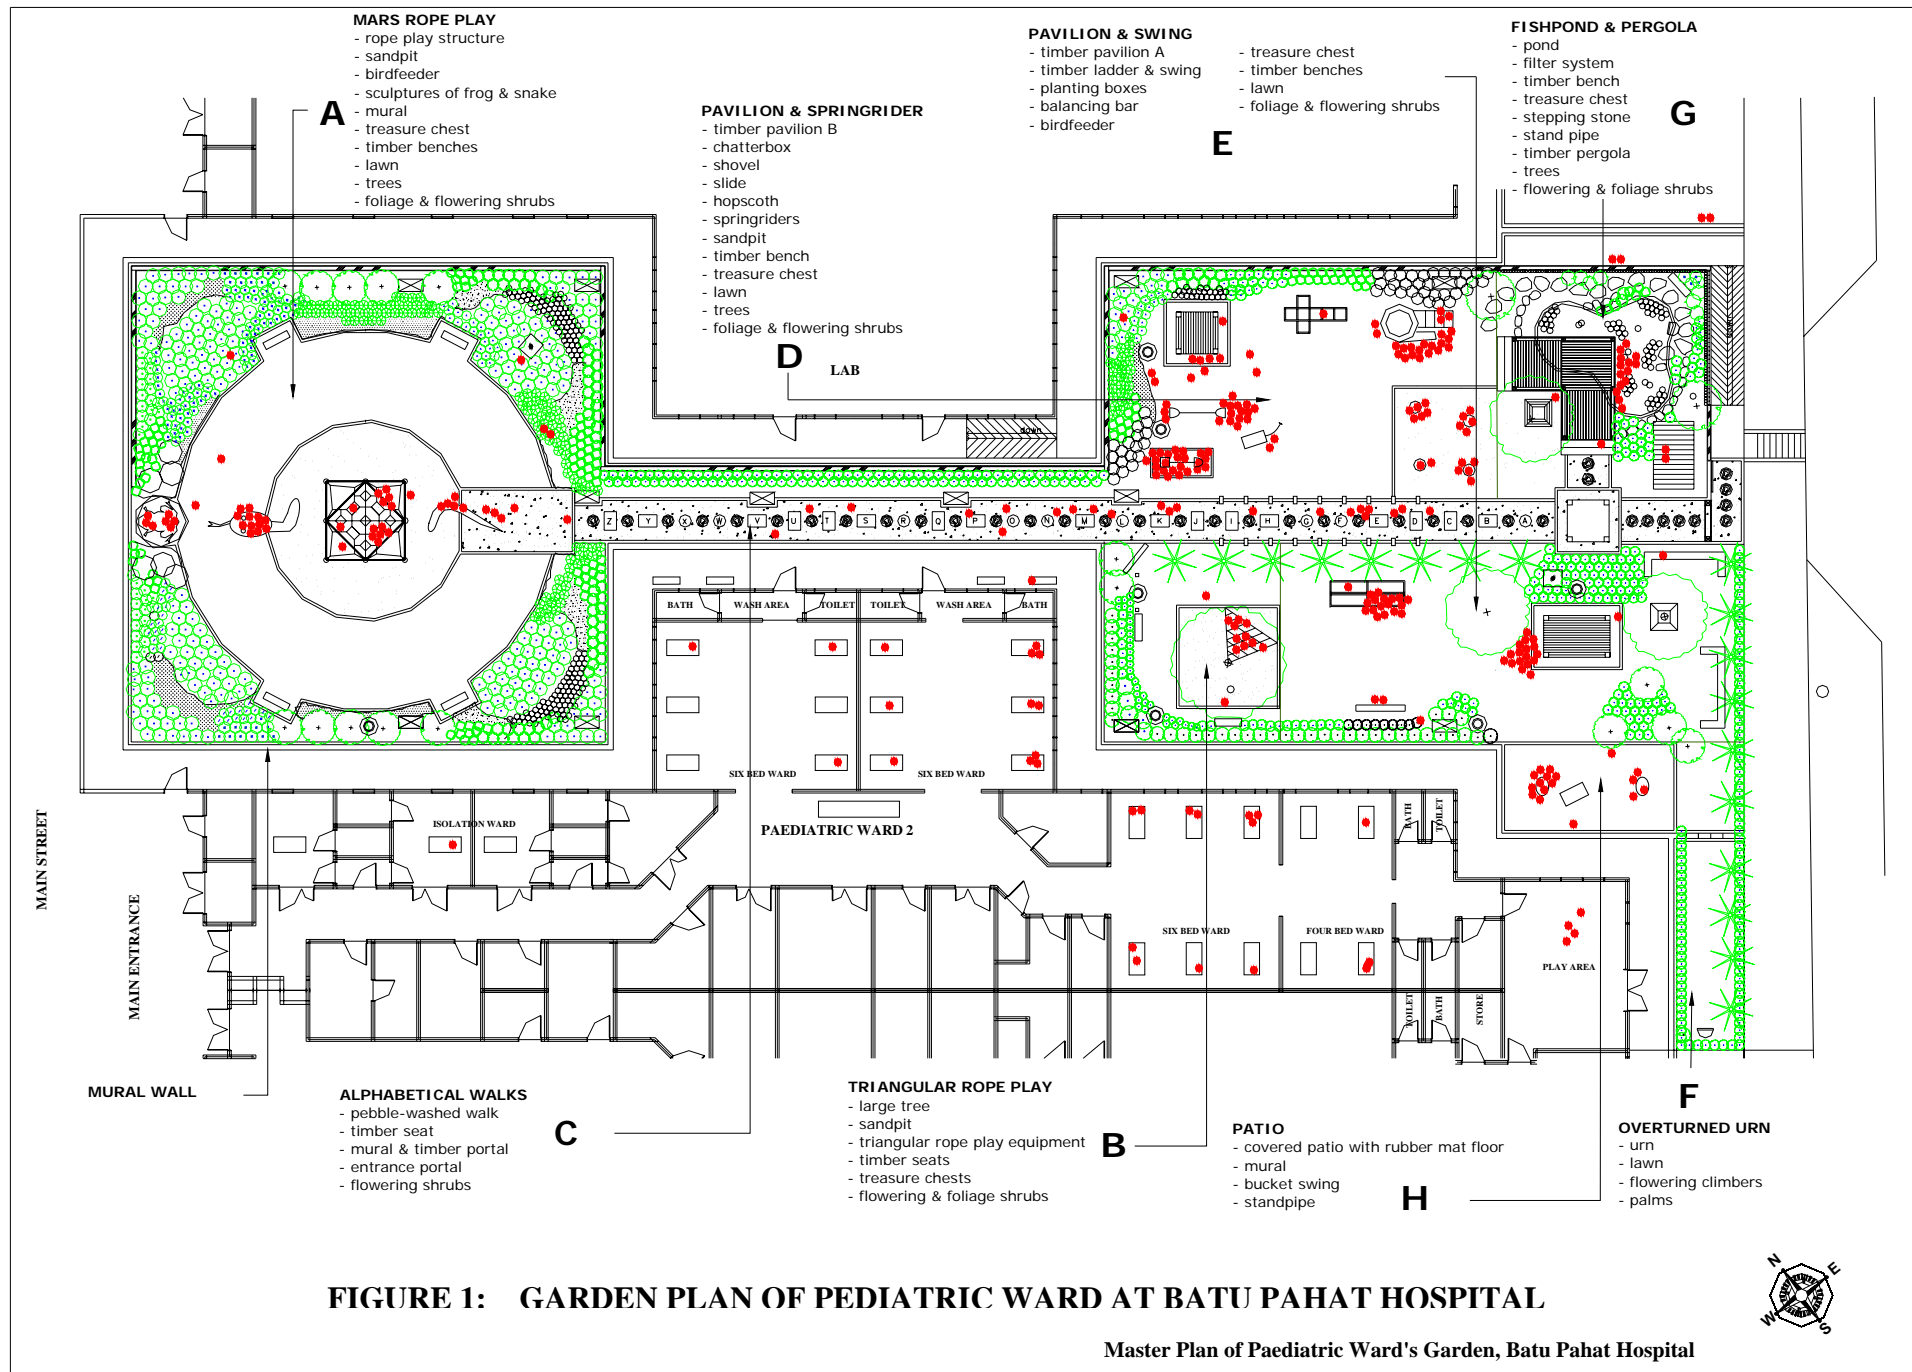 MARS ROPE PLAY
- rope play structure
- sandpit
- birdfeeder
- sculptures of frog & snake
- mural
- treasure chest
- timber benches
- lawn
- trees
- foliage & flowering shrubs
A
PAVILION & SPRINGRIDER
- timber pavilion B
- chatterbox
- shovel
- slide
- hopscoth
- springriders
- sandpit
- timber bench
- treasure chest
- lawn
- trees
- foliage & flowering shrubs
D
PAVILION & SWING
- timber pavilion A
- timber ladder & swing
- planting boxes
- balancing bar
- birdfeeder
- treasure chest
- timber benches
- lawn
- foliage & flowering shrubs
E
FISHPOND & PERGOLA
- pond
- filter system
- timber bench
- treasure chest
- stepping stone
- stand pipe
- timber pergola
- trees
- flowering & foliage shrubs
G
LAB
down
down
Z Y X W V U T S R Q P O N M L K J I H G F E D C B A
BATH WASH AREA TOILET TOILET WASH AREA BATH
SIX BED WARD SIX BED WARD
ISOLATION WARD
PAEDIATRIC WARD 2
BATH
TOILET
SIX BED WARD FOUR BED WARD
PLAY AREA
TOILET
BATH
STORE
MAIN STREET
MAIN ENTRANCE
MURAL WALL
ALPHABETICAL WALKS
- pebble-washed walk
- timber seat
- mural & timber portal
- entrance portal
- flowering shrubs
C
TRIANGULAR ROPE PLAY
- large tree
- sandpit
- triangular rope play equipment
- timber seats
- treasure chests
- flowering & foliage shrubs
B
PATIO
- covered patio with rubber mat floor
- mural
- bucket swing
- standpipe
H
F
OVERTURNED URN
- urn
- lawn
- flowering climbers
- palms
N
E
W
S
FIGURE 1: GARDEN PLAN OF PEDIATRIC WARD AT BATU PAHAT HOSPITAL
Master Plan of Paediatric Ward's Garden, Batu Pahat Hospital